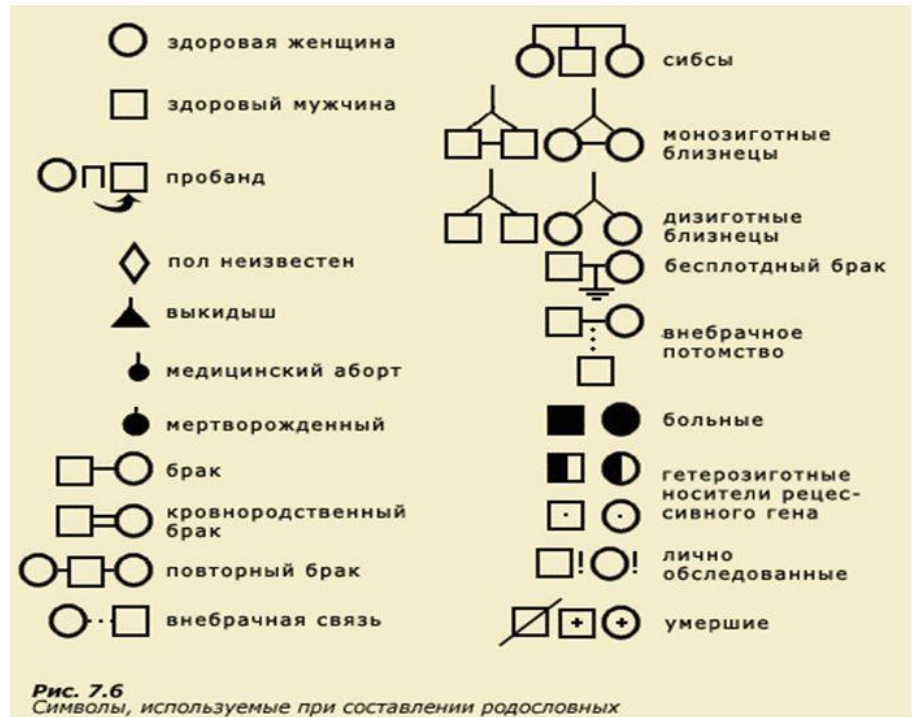 здоровая женщина
здоровый мужчина
пробанд
пол неизвестен
выкидыш
медицинский аборт
мертворожденный
брак
кровнородственный
брак
повторный брак
внебрачная связь
сибсы
монозиготные
близнецы
дизиготные
близнецы
бесплотдный брак
внебрачное
потомство
больные
гетерозиготные
носители рецес-
сивного гена
лично
обследованные
умершие
Рис. 7.6
Символы, используемые при составлении родословных